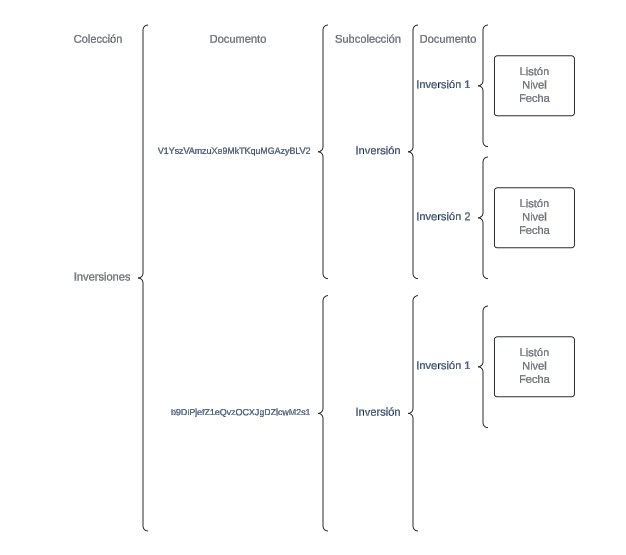 Colección
Documento
Subcolección
Documento
Inversión 1
Listón
Nivel
Fecha
V1YszVAmzuXe9MkTKquMGAzyBLV2
Inversión
Inversión 2
Listón
Nivel
Fecha
Inversiones
Inversión 1
Listón
Nivel
Fecha
b9DIPjefZ1eQvzOCXJgDZjcwM2s1
Inversión